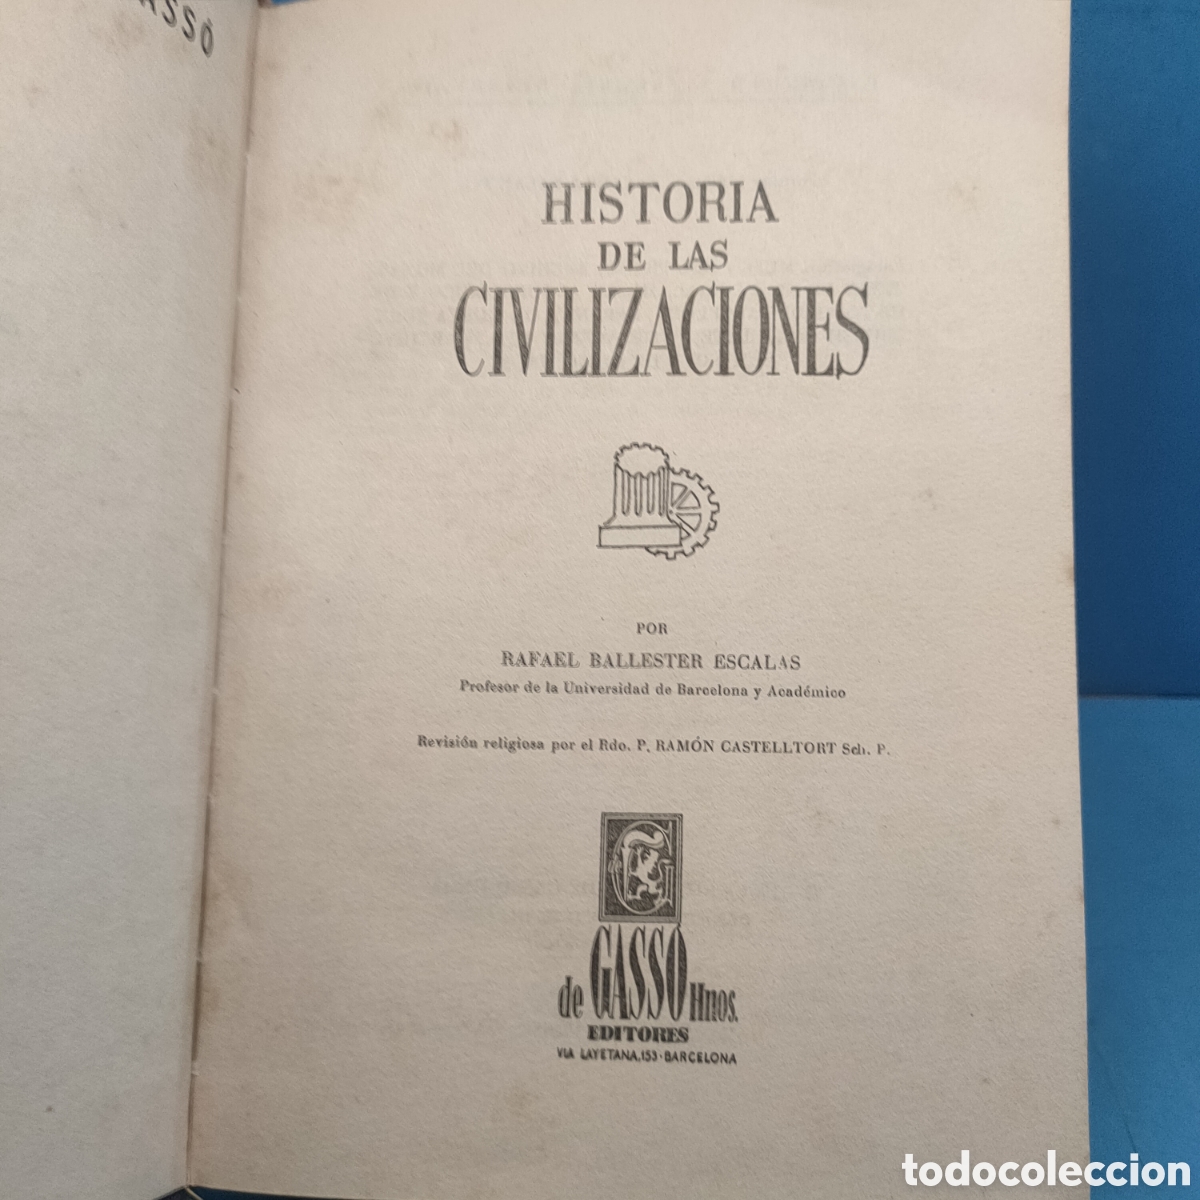 HISTORIA
DE LAS
CIVILIZACIONES
POR
RAFAEL BALLESTER ESCALAS
Profesor de la Universidad de Barcelona y Académico
Revisión religiosa por el Rdo. P. RAMÓN CASTELLTORT Sch. P.
de GASSÓ Hnos.
EDITORES
VIA LAYETANA, 153 - BARCELONA
todocoleccion